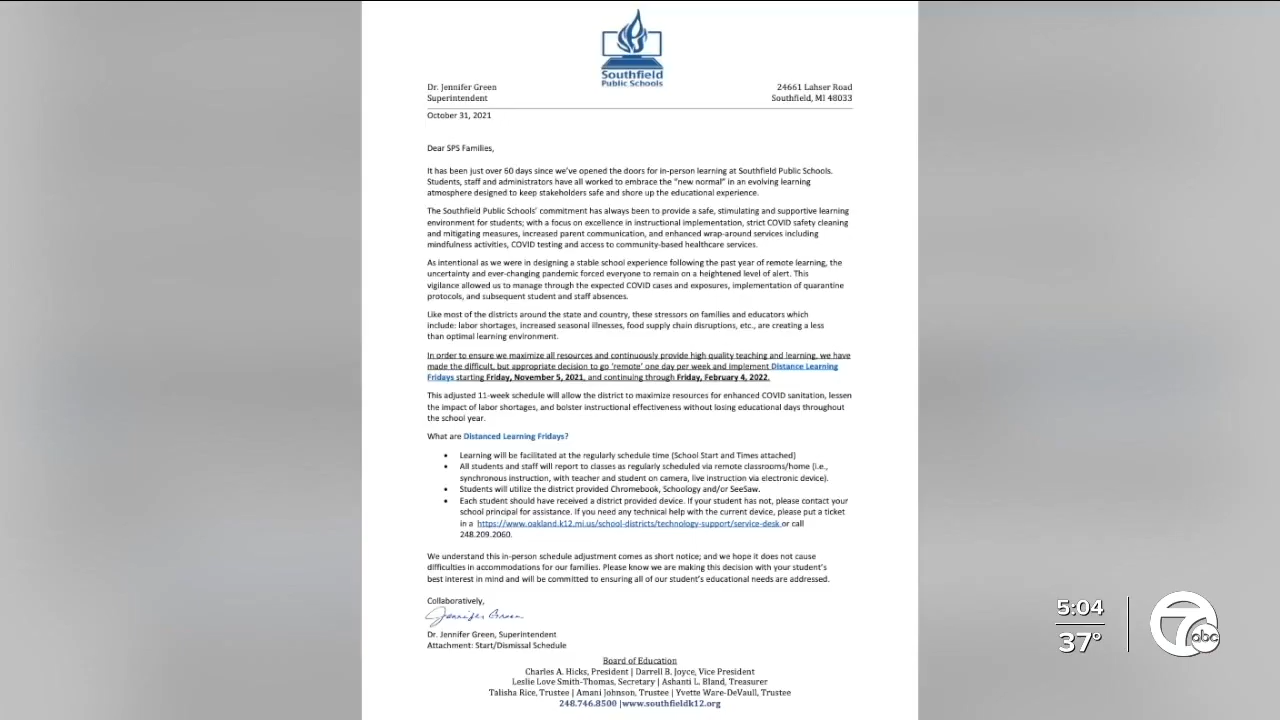 Southfield
Public Schools
Dr. Jennifer Green
Superintendent
24661 Lahser Road
Southfield, MI 48033
October 31, 2021
Dear SPS Families,
It has been just over 60 days since we've opened the doors for in-person learning at Southfield Public Schools.
Students, staff and administrators have all worked to embrace the "new normal" in an evolving learning
atmosphere designed to keep stakeholders safe and shore up the educational experience.
The Southfield Public Schools' commitment has always been to provide a safe, stimulating and supportive learning
environment for students; with a focus on excellence in instructional implementation, strict COVID safety cleaning
and mitigating measures, increased parent communication, and enhanced wrap-around services including
mindfulness activities, COVID testing and access to community-based healthcare services.
As intentional as we were in designing a stable school experience following the past year of remote learning, the
uncertainty and ever-changing pandemic forced everyone to remain on a heightened level of alert. This
vigilance allowed us to manage through the expected COVID cases and exposures, implementation of quarantine
protocols, and subsequent student and staff absences.
Like most of the districts around the state and country, these stressors on families and educators which
include: labor shortages, increased seasonal illnesses, food supply chain disruptions, etc., are creating a less
than optimal learning environment.
In order to ensure we maximize all resources and continuously provide high quality teaching and learning, we have
made the difficult, but appropriate decision to go 'remote' one day per week and implement Distance Learning
Fridays starting Friday, November 5, 2021, and continuing through Friday, February 4, 2022.
This adjusted 11-week schedule will allow the district to maximize resources for enhanced COVID sanitation, lessen
the impact of labor shortages, and bolster instructional effectiveness without losing educational days throughout
the school year.
What are Distanced Learning Fridays?
• Learning will be facilitated at the regularly schedule time (School Start and Times attached)
• All students and staff will report to classes as regularly scheduled via remote classrooms/home (i.e.,
synchronous instruction, with teacher and student on camera, live instruction via electronic device).
• Students will utilize the district provided Chromebook, Schoology and/or SeeSaw.
• Each student should have received a district provided device. If your student has not, please contact your
school principal for assistance. If you need any technical help with the current device, please put a ticket
in a https://www.oakland.k12.mi.us/school-districts/technology-support/service-desk or call
248.209.2060.
We understand this in-person schedule adjustment comes as short notice; and we hope it does not cause
difficulties in accommodations for our families. Please know we are making this decision with your student's
best interest in mind and will be committed to ensuring all of our student's educational needs are addressed.
Collaboratively,
Jennifer Green
Dr. Jennifer Green, Superintendent
Attachment: Start/Dismissal Schedule
Board of Education
Charles A. Hicks, President | Darrell B. Joyce, Vice President
Leslie Love Smith-Thomas, Secretary | Ashanti L. Bland, Treasurer
Talisha Rice, Trustee | Amani Johnson, Trustee | Yvette Ware-DeVaull, Trustee
248.746.8500 |www.southfieldk12.org
5:04
37°
7 abc